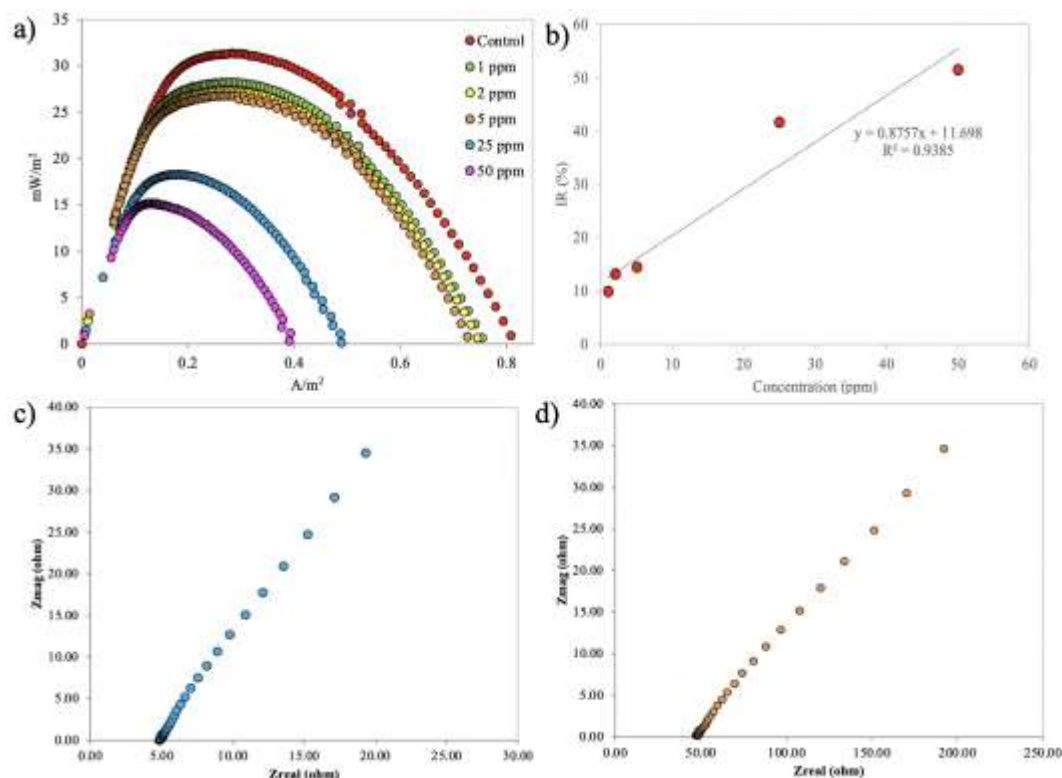 a)
35
30
25
20
15
10
5
0
mW/m²
0
0.2
0.4
0.6
0.8
A/m²
Control
1 ppm
2 ppm
5 ppm
25 ppm
50 ppm
b)
60
50
40
30
20
10
0
IR (%)
y = 0.8757x + 11.698
R² = 0.9385
0
10
20
30
40
50
60
Concentration (ppm)
c)
40.00
35.00
30.00
25.00
20.00
15.00
10.00
5.00
0.00
Zmag (ohm)
0.00
5.00
10.00
15.00
20.00
25.00
30.00
Zreal (ohm)
d)
40.00
35.00
30.00
25.00
20.00
15.00
10.00
5.00
0.00
Zmag (ohm)
0.00
50.00
100.00
150.00
200.00
250.00
Zreal (ohm)